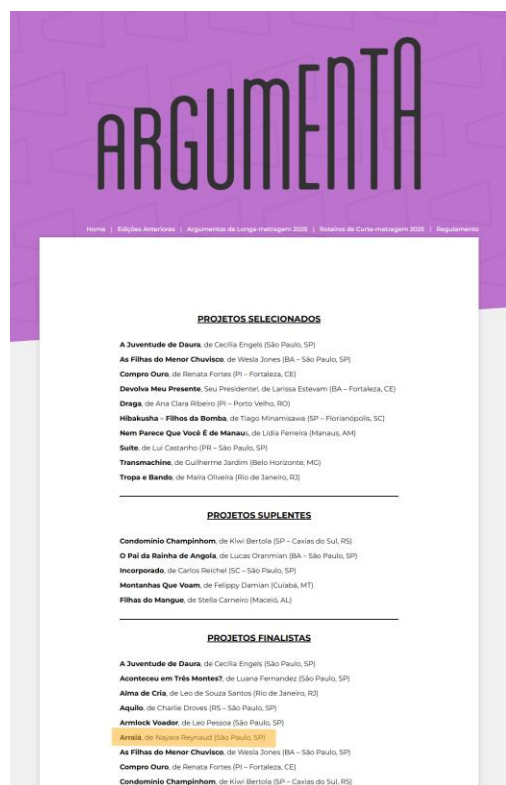 ARGUMENTA
Home | Edições Anteriores | Argumentos de Longa-metragem 2025 | Roteiros de Curta-metragem 2025 | Regulamento
PROJETOS SELECIONADOS
A Juventude de Daura, de Cecília Engels (São Paulo, SP)
As Filhas do Menor Chuvisco, de Wesla Jones (BA – São Paulo, SP)
Compro Ouro, de Renata Fortes (PI – Fortaleza, CE)
Devolva Meu Presente, Seu Presidente!, de Larissa Estevam (BA – Fortaleza, CE)
Draga, de Ana Clara Ribeiro (PI – Porto Velho, RO)
Hibakusha – Filhos da Bomba, de Tiago Minamisawa (SP – Florianópolis, SC)
Nem Parece Que Você É de Manaus, de Lídia Ferreira (Manaus, AM)
Suíte, de Lui Castanho (PR – São Paulo, SP)
Transmachine, de Guilherme Jardim (Belo Horizonte, MG)
Tropa e Bando, de Maíra Oliveira (Rio de Janeiro, RJ)
PROJETOS SUPLENTES
Condomínio Champinhom, de Kiwi Bertola (SP – Caxias do Sul, RS)
O Pai da Rainha de Angola, de Lucas Oranmian (BA – São Paulo, SP)
Incorporado, de Carlos Reichel (SC – São Paulo, SP)
Montanhas Que Voam, de Felippy Damian (Cuiabá, MT)
Filhas do Mangue, de Stella Carneiro (Maceió, AL)
PROJETOS FINALISTAS
A Juventude de Daura, de Cecília Engels (São Paulo, SP)
Aconteceu em Três Montes?, de Luana Fernandez (São Paulo, SP)
Alma de Cria, de Leo de Souza Santos (Rio de Janeiro, RJ)
Aquilo, de Charlie Droves (RS – São Paulo, SP)
Armlock Voador, de Leo Pessoa (São Paulo, SP)
Arraiá, de Nayara Reynaud (São Paulo, SP)
As Filhas do Menor Chuvisco, de Wesla Jones (BA – São Paulo, SP)
Compro Ouro, de Renata Fortes (PI – Fortaleza, CE)
Condomínio Champinhom, de Kiwi Bertola (SP – Caxias do Sul, RS)